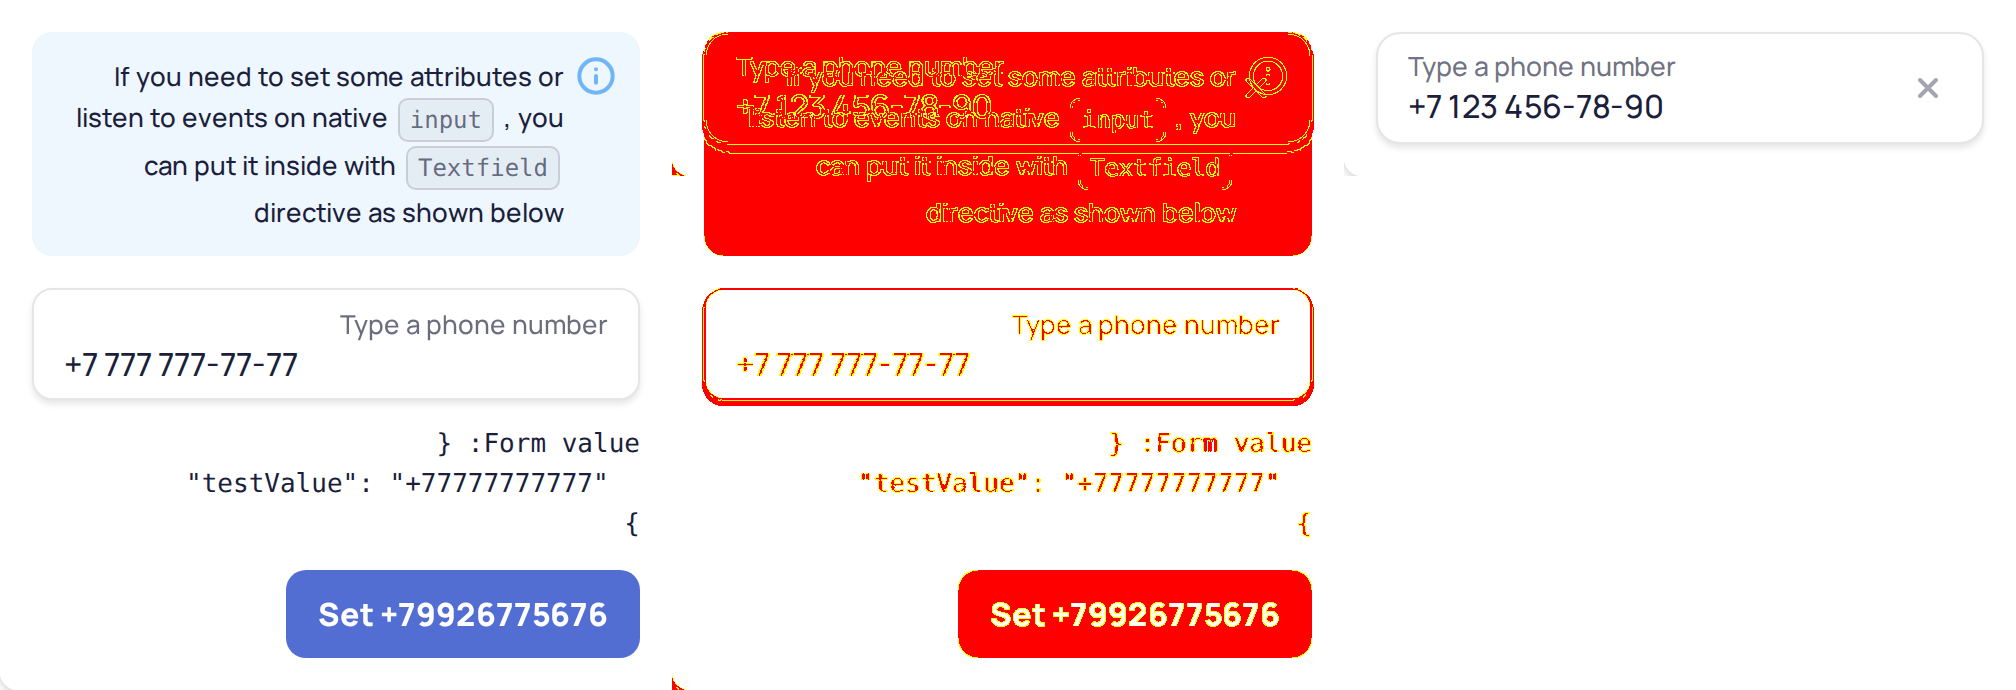 If you need to set some attributes or
listen to events on native input , you
can put it inside with Textfield
directive as shown below
Type a phone number
+7 777 777-77-77
} :Form value
"testValue": "+77777777777"
{
Set +79926775676
Type a phone number
If you need to set some attributes or
+7 123 456-78-90
listen to events on native input , you
can put it inside with Textfield
directive as shown below
Type a phone number
+7 777 777-77-77
} :Form value
"testValue": "+77777777777"
{
Set +79926775676
Type a phone number
+7 123 456-78-90